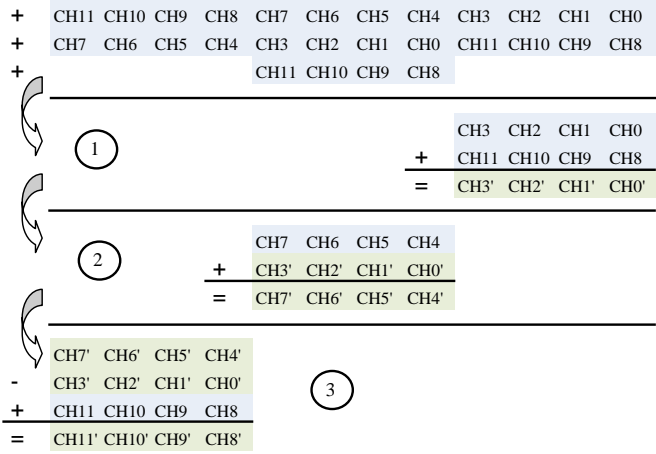 + CH11 CH10 CH9 CH8 CH7 CH6 CH5 CH4 CH3 CH2 CH1 CH0
+ CH7 CH6 CH5 CH4 CH3 CH2 CH1 CH0 CH11 CH10 CH9 CH8
+ CH11 CH10 CH9 CH8
1
CH3 CH2 CH1 CH0
+ CH11 CH10 CH9 CH8
= CH3' CH2' CH1' CH0'
2
CH7 CH6 CH5 CH4
+ CH3' CH2' CH1' CH0'
= CH7' CH6' CH5' CH4'
CH7' CH6' CH5' CH4'
- CH3' CH2' CH1' CH0'
3
+ CH11 CH10 CH9 CH8
= CH11' CH10' CH9' CH8'